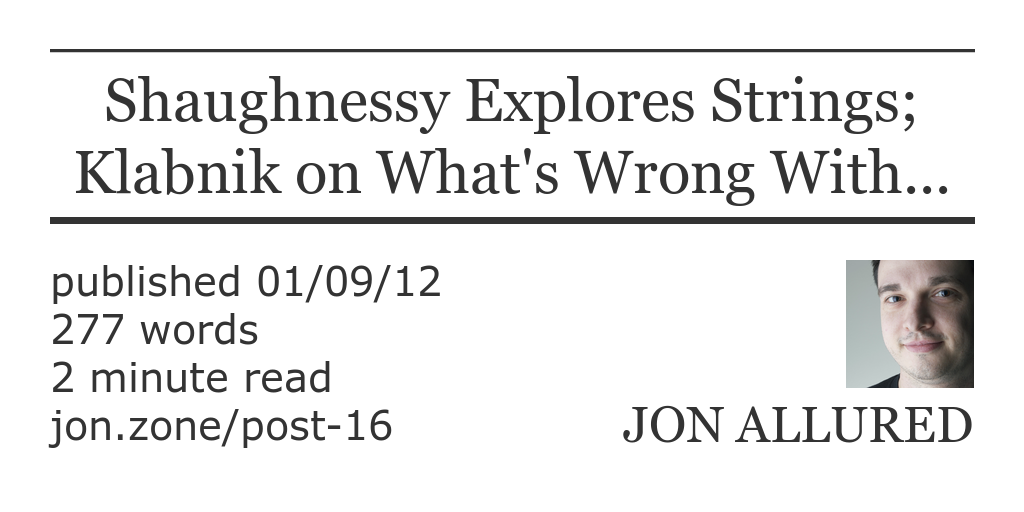 Shaughnessy Explores Strings;
Klabnik on What's Wrong With...
published 01/09/12
277 words
2 minute read
jon.zone/post-16
JON ALLURED